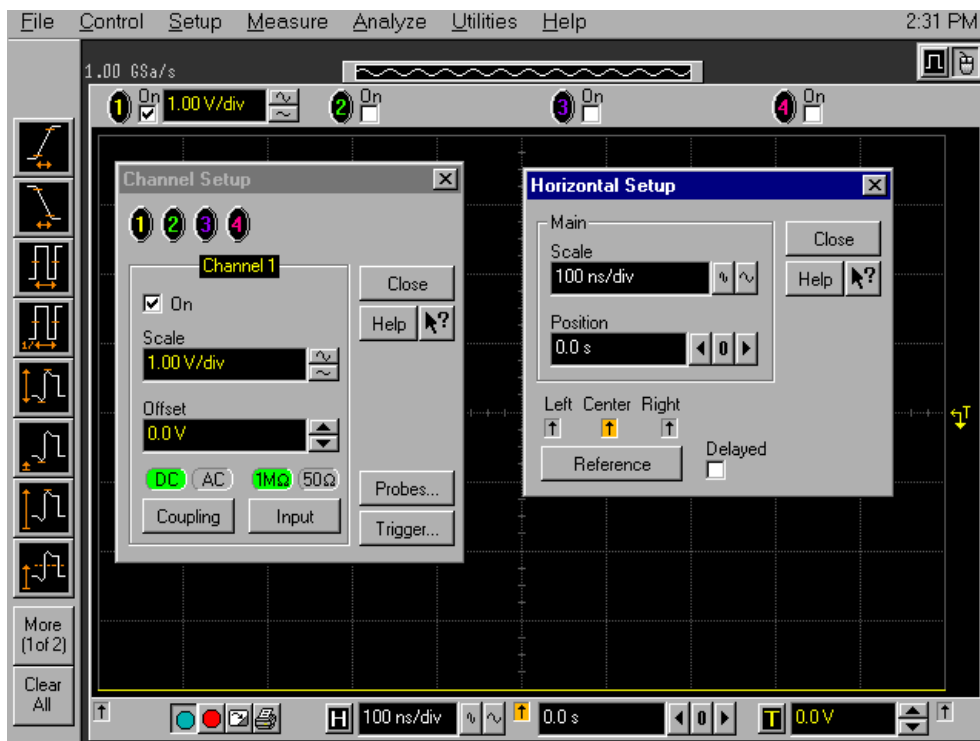 File Control Setup Measure Analyze Utilities Help 2:31 PM
1.00 GSa/s
1 On 1.00 V/div 2 On 3 On 4 On
Channel Setup
1 2 3 4
Channel 1
On
Scale
1.00 V/div
Offset
0.0 V
DC AC 1MΩ 50Ω
Coupling Input
Close
Help ?
Probes...
Trigger...
Horizontal Setup
Main
Scale
100 ns/div
Position
0.0 s 0
Left Center Right
Reference
Delayed
Close
Help ?
T
1/
More
(1of 2)
Clear
All
H 100 ns/div 0.0 s 0 T 0.0 V